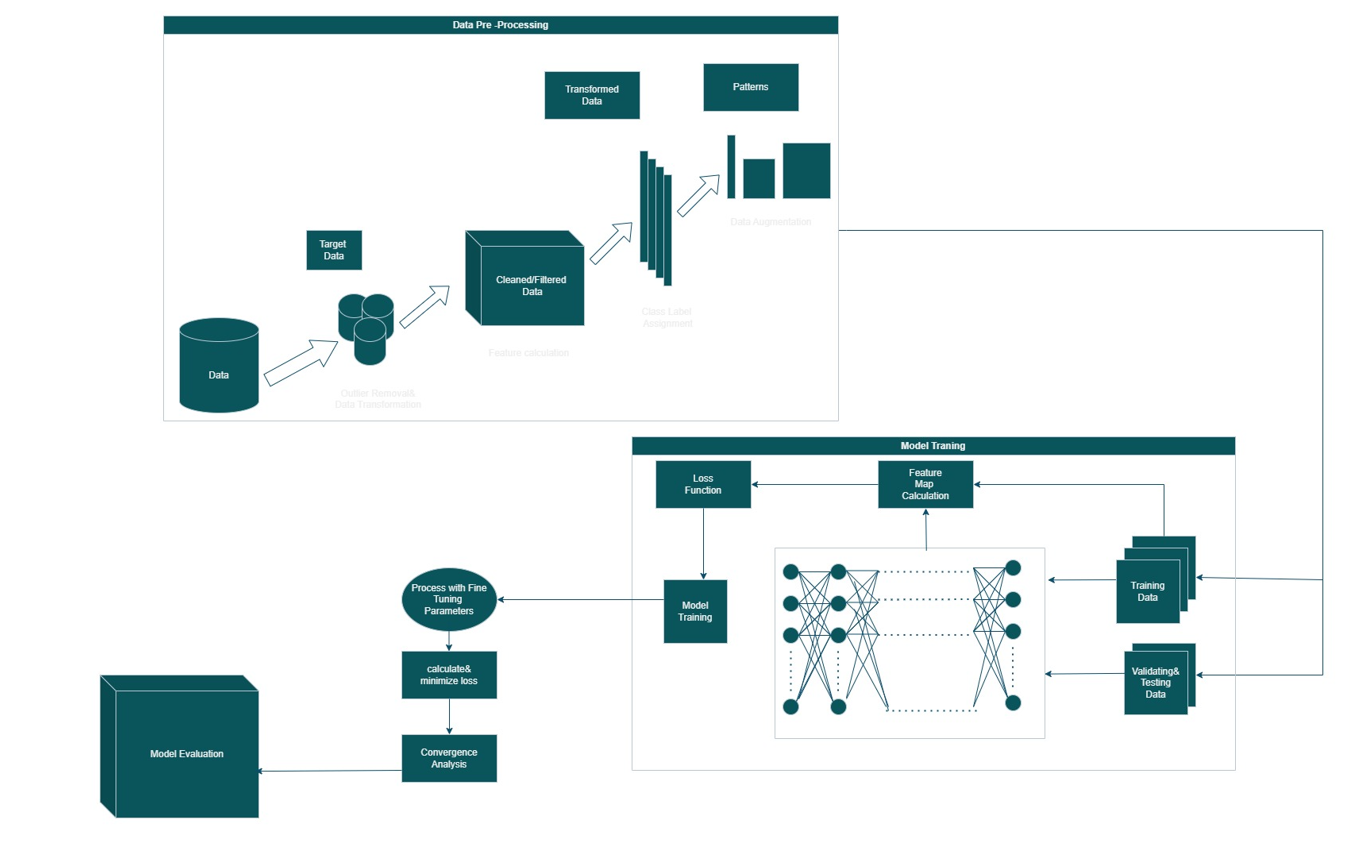 Data Pre -Processing
Transformed
Data
Patterns
Data Augmentation
Target
Data
Cleaned/Filtered
Data
Class Label
Assignment
Feature calculation
Data
Outlier Removal&
Data Transformation
Model Traning
Loss
Function
Feature
Map
Calculation
Training
Data
Model
Training
Validating&
Testing
Data
Process with Fine
Tuning
Parameters
calculate&
minimize loss
Convergence
Analysis
Model Evaluation